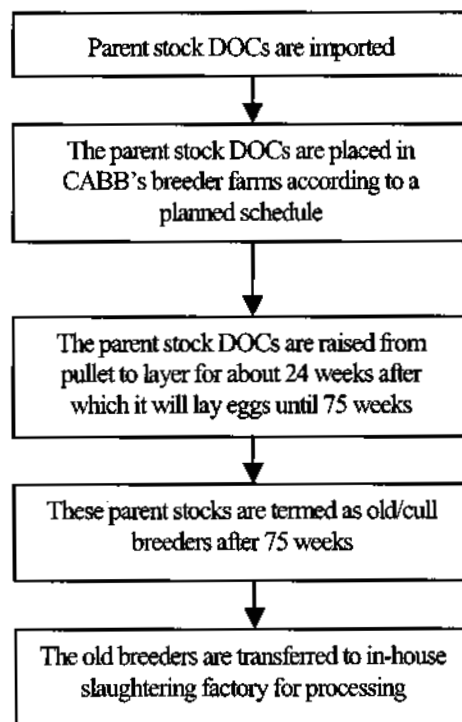 Parent stock DOCs are imported
The parent stock DOCs are placed in
CABB's breeder farms according to a
planned schedule
The parent stock DOCs are raised from
pullet to layer for about 24 weeks after
which it will lay eggs until 75 weeks
These parent stocks are termed as old/cull
breeders after 75 weeks
The old breeders are transferred to in-house
slaughtering factory for processing